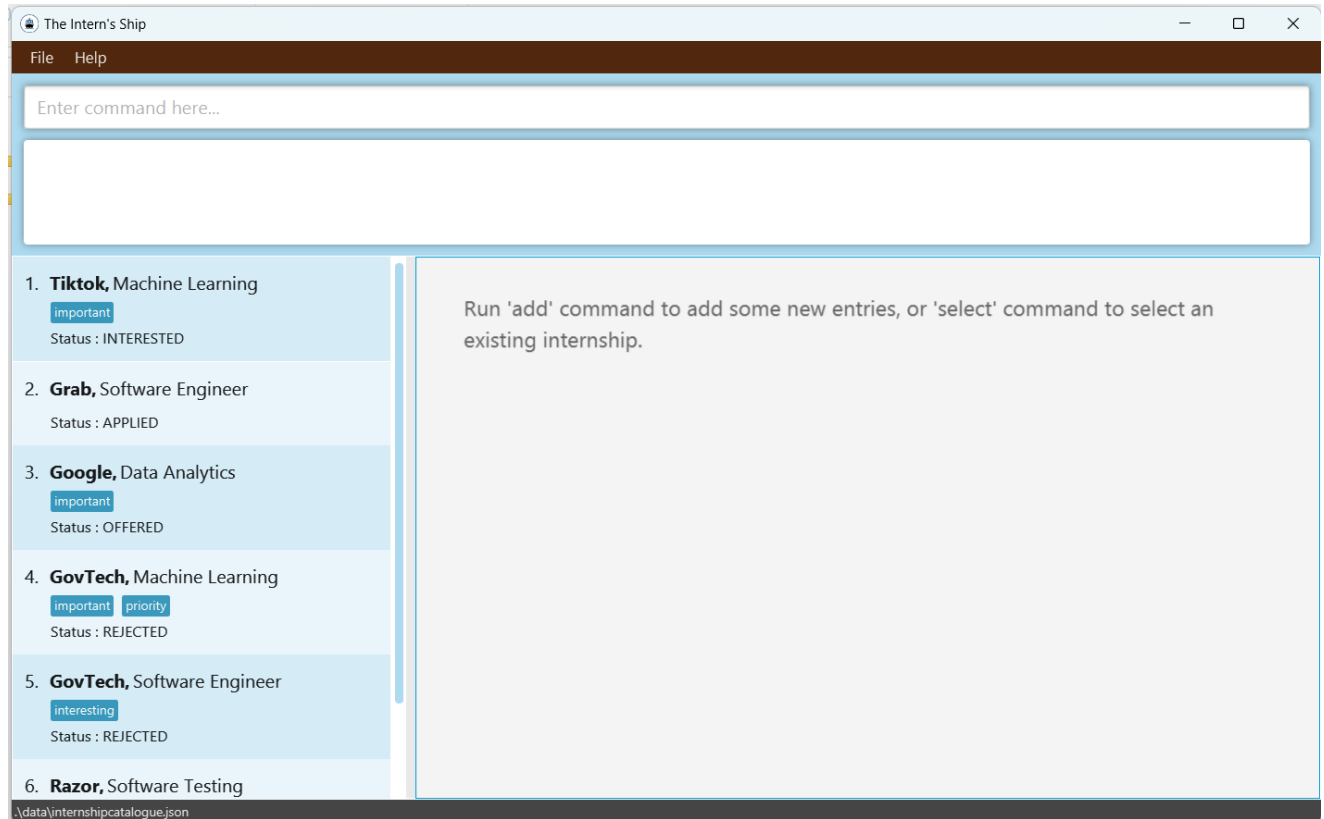 The Intern's Ship
File Help
Enter command here...
1. Tiktok, Machine Learning
important
Status : INTERESTED
2. Grab, Software Engineer
Status : APPLIED
3. Google, Data Analytics
important
Status : OFFERED
4. GovTech, Machine Learning
important priority
Status : REJECTED
5. GovTech, Software Engineer
interesting
Status : REJECTED
6. Razor, Software Testing
Run 'add' command to add some new entries, or 'select' command to select an
existing internship.
.\data\internshipcatalogue.json